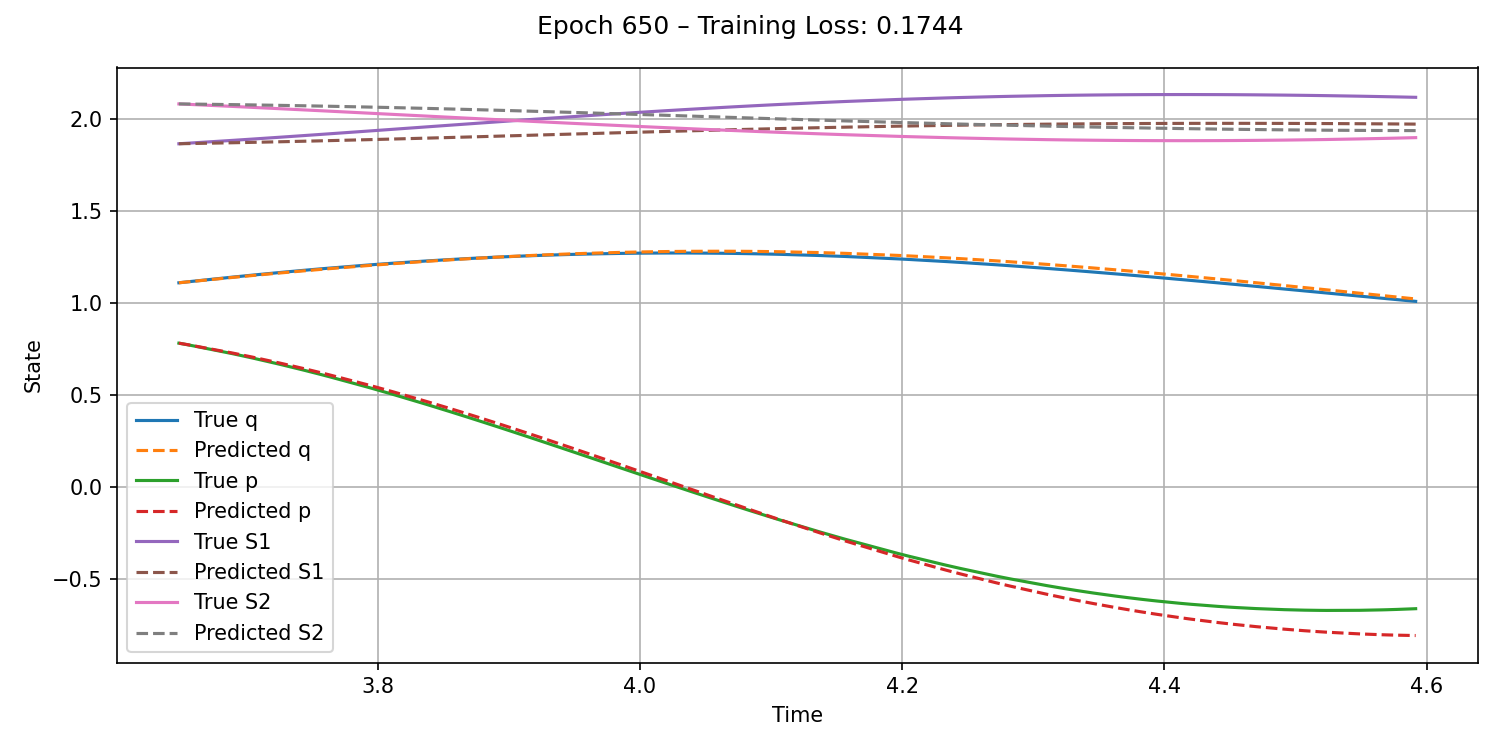 Epoch 650 – Training Loss: 0.1744
State
2.0
1.5
1.0
0.5
0.0
−0.5
True q
Predicted q
True p
Predicted p
True S1
Predicted S1
True S2
Predicted S2
3.8
4.0
4.2
4.4
4.6
Time